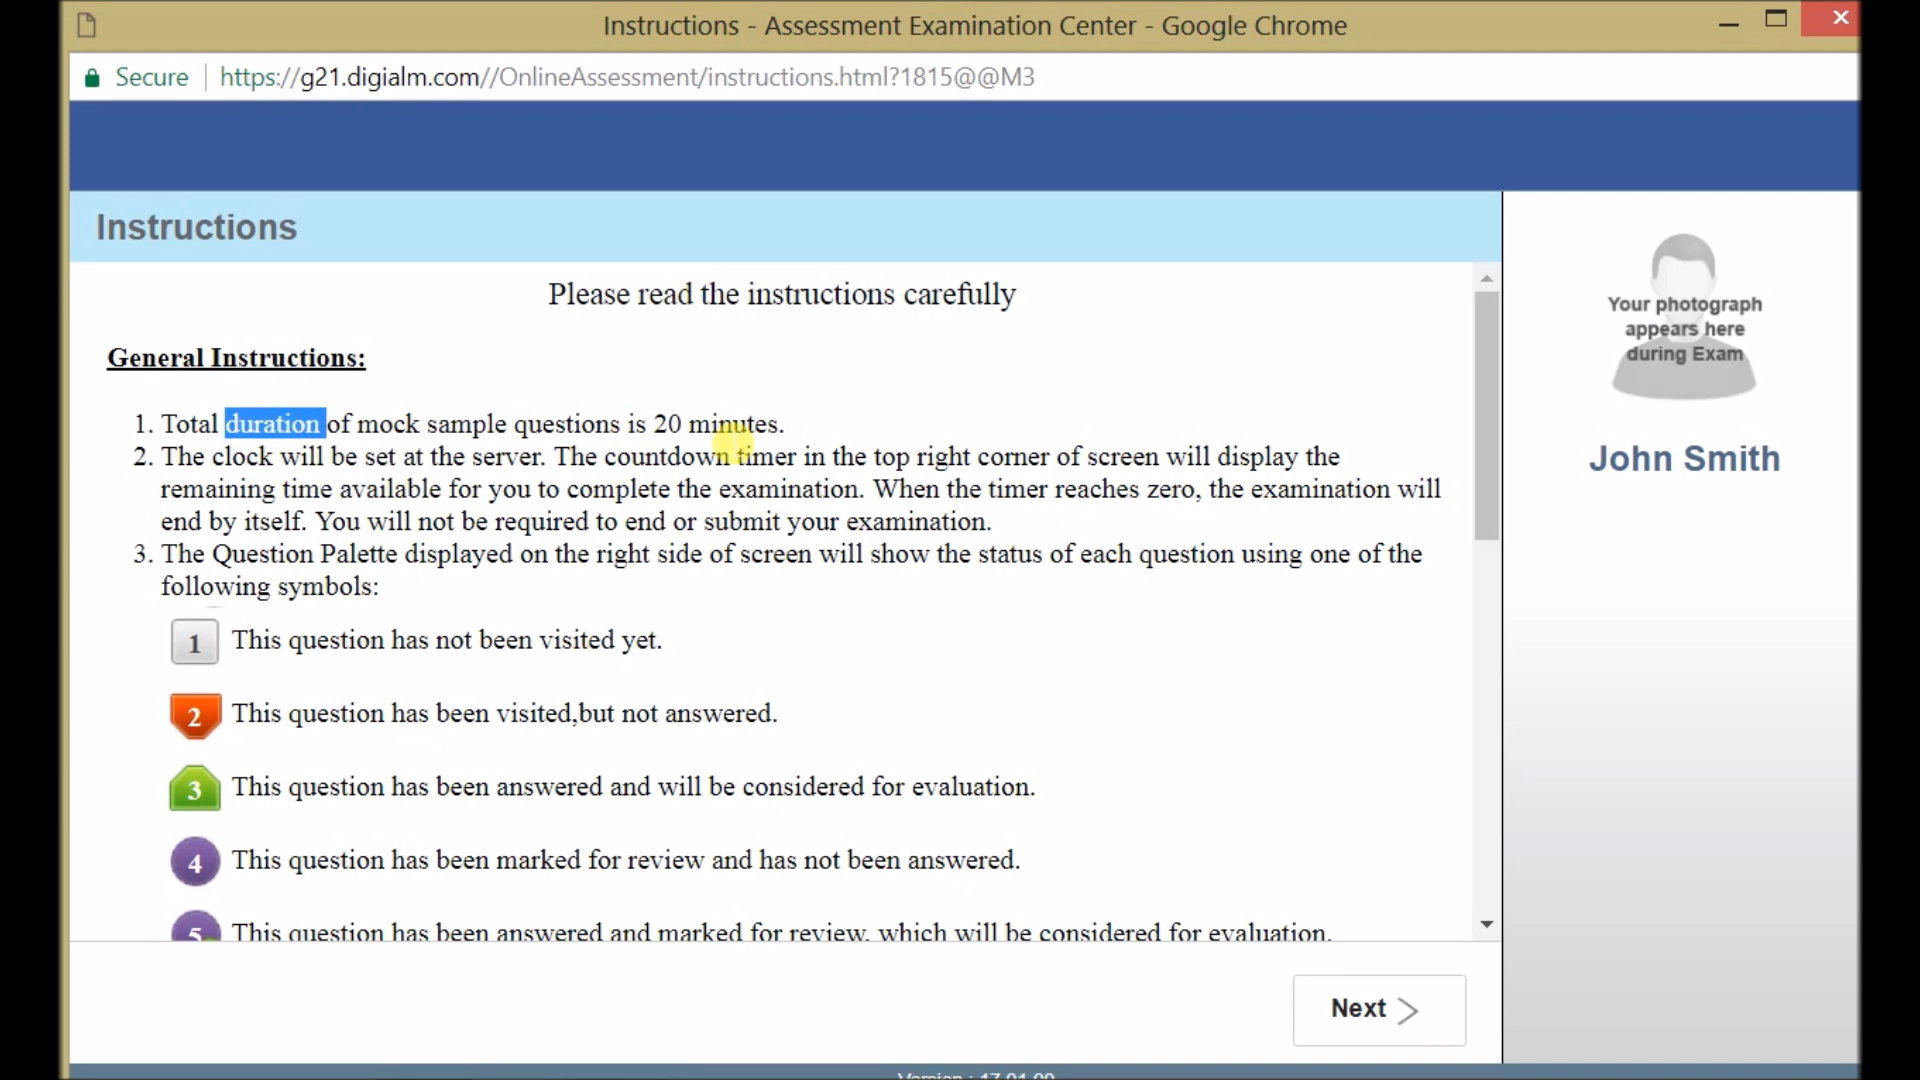 Instructions - Assessment Examination Center - Google Chrome
Secure https://g21.digialm.com//OnlineAssessment/instructions.html?1815@@M3
Instructions
Please read the instructions carefully
General Instructions:
1. Total duration of mock sample questions is 20 minutes.
2. The clock will be set at the server. The countdown timer in the top right corner of screen will display the
remaining time available for you to complete the examination. When the timer reaches zero, the examination will
end by itself. You will not be required to end or submit your examination.
3. The Question Palette displayed on the right side of screen will show the status of each question using one of the
following symbols:
1 This question has not been visited yet.
2 This question has been visited,but not answered.
3 This question has been answered and will be considered for evaluation.
4 This question has been marked for review and has not been answered.
5 This question has been answered and marked for review, which will be considered for evaluation.
Next
Your photograph
appears here
during Exam
John Smith
Version : 17.01.00